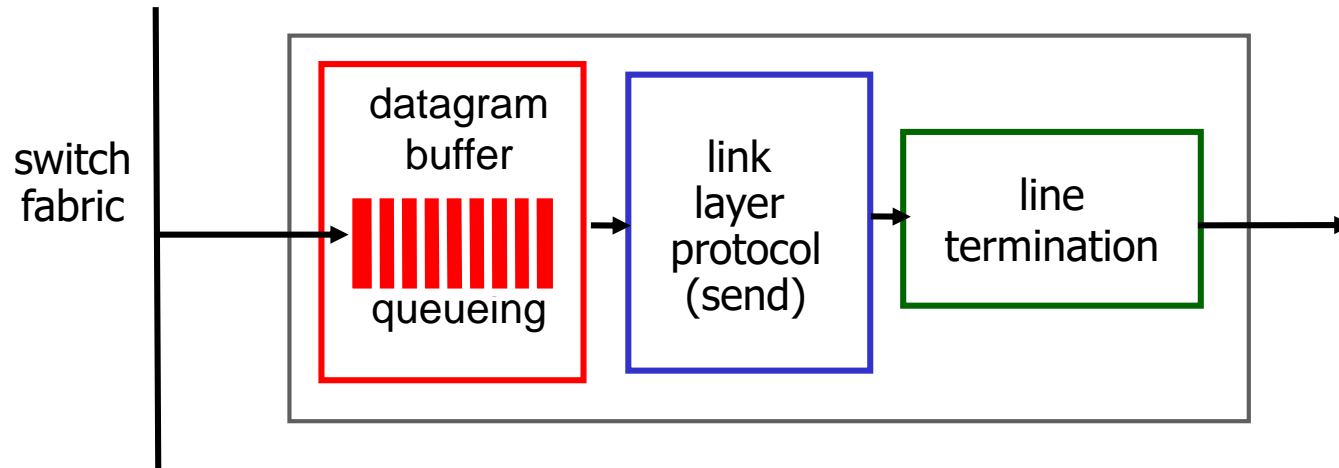 switch
fabric
datagram
buffer
queueing
link
layer
protocol
(send)
line
termination